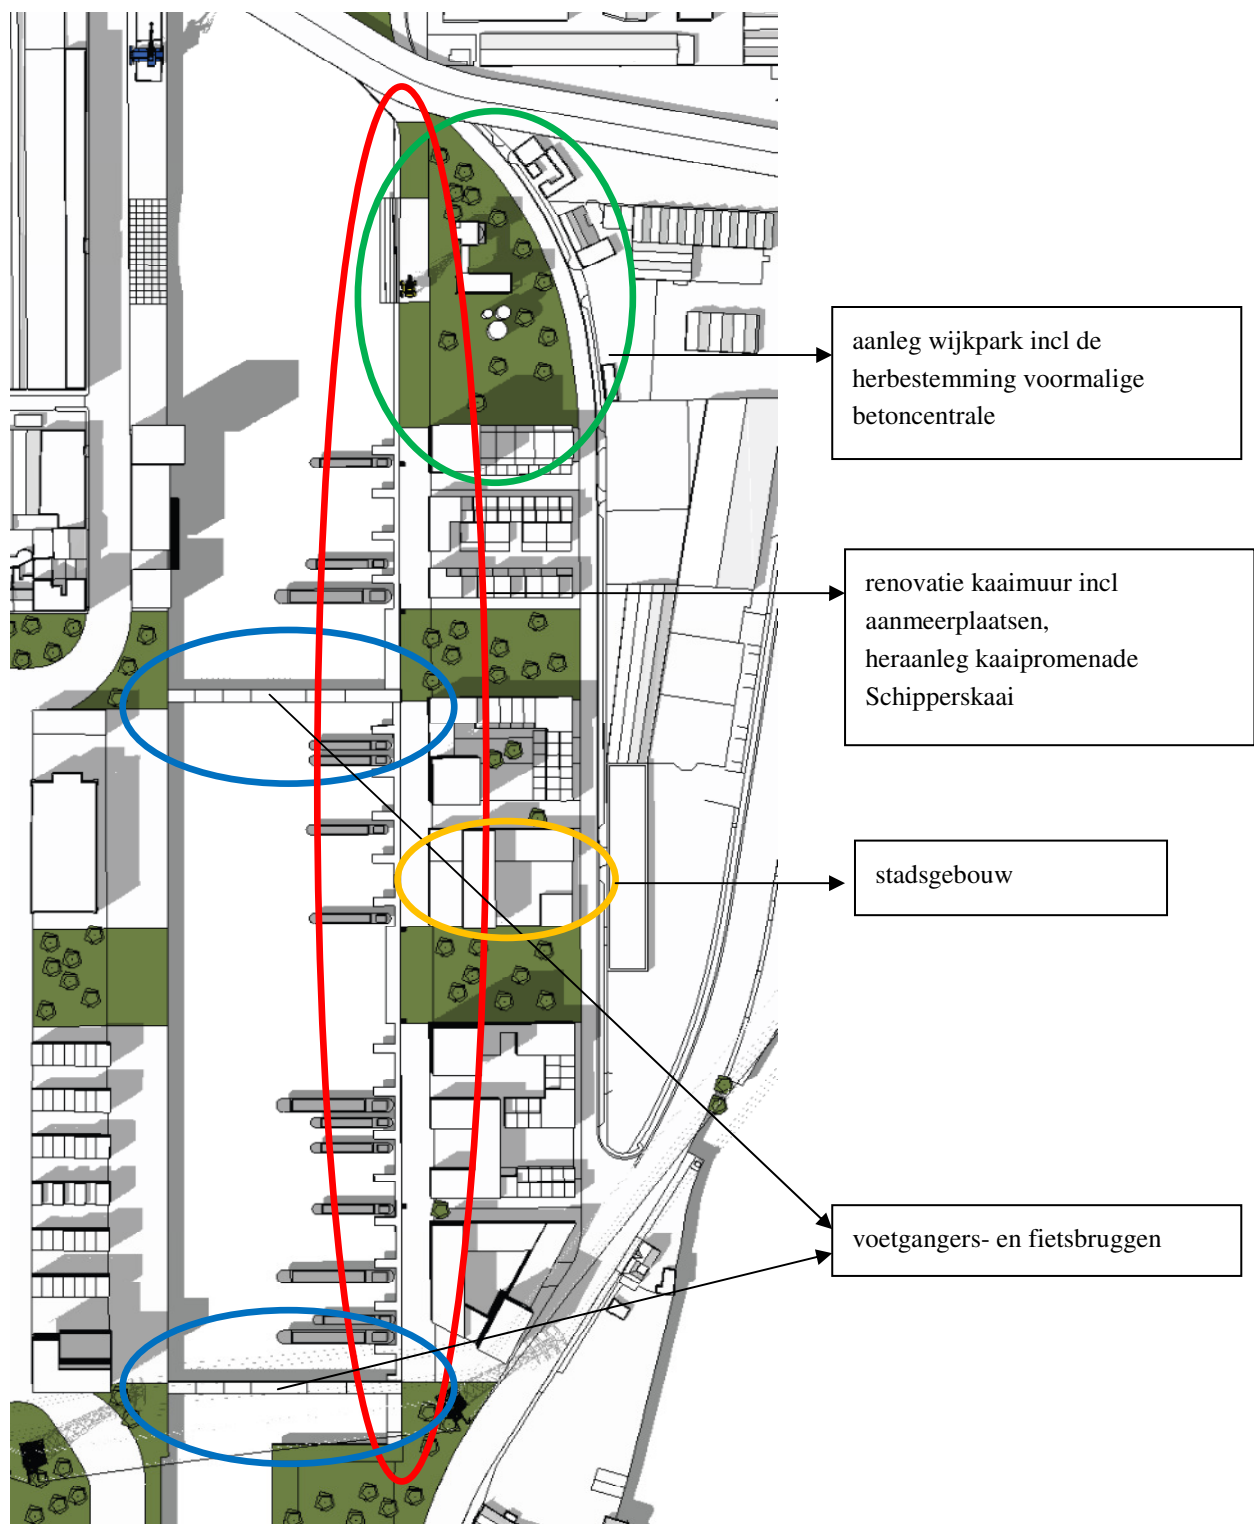 aanleg wijkpark incl de
herbestemming voormalige
betoncentrale
renovatie kaaimuur incl
aanmeerplaatsen,
heraanleg kaaipromenade
Schipperskaai
stadsgebouw
voetgangers- en fietsbruggen